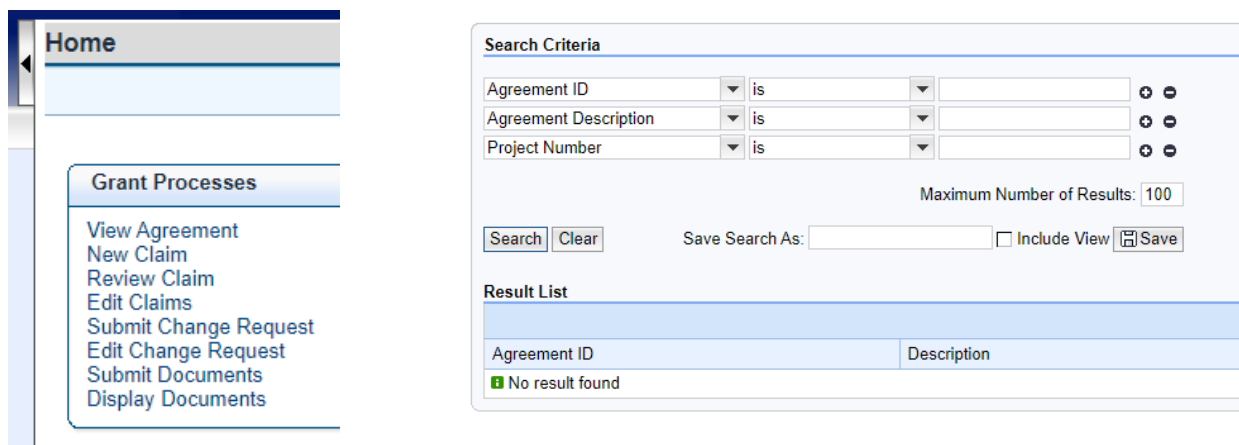 Home
Grant Processes
View Agreement
New Claim
Review Claim
Edit Claims
Submit Change Request
Edit Change Request
Submit Documents
Display Documents
Search Criteria
Agreement ID is
Agreement Description is
Project Number is
Maximum Number of Results: 100
Search Clear Save Search As: Include View Save
Result List
Agreement ID Description
No result found